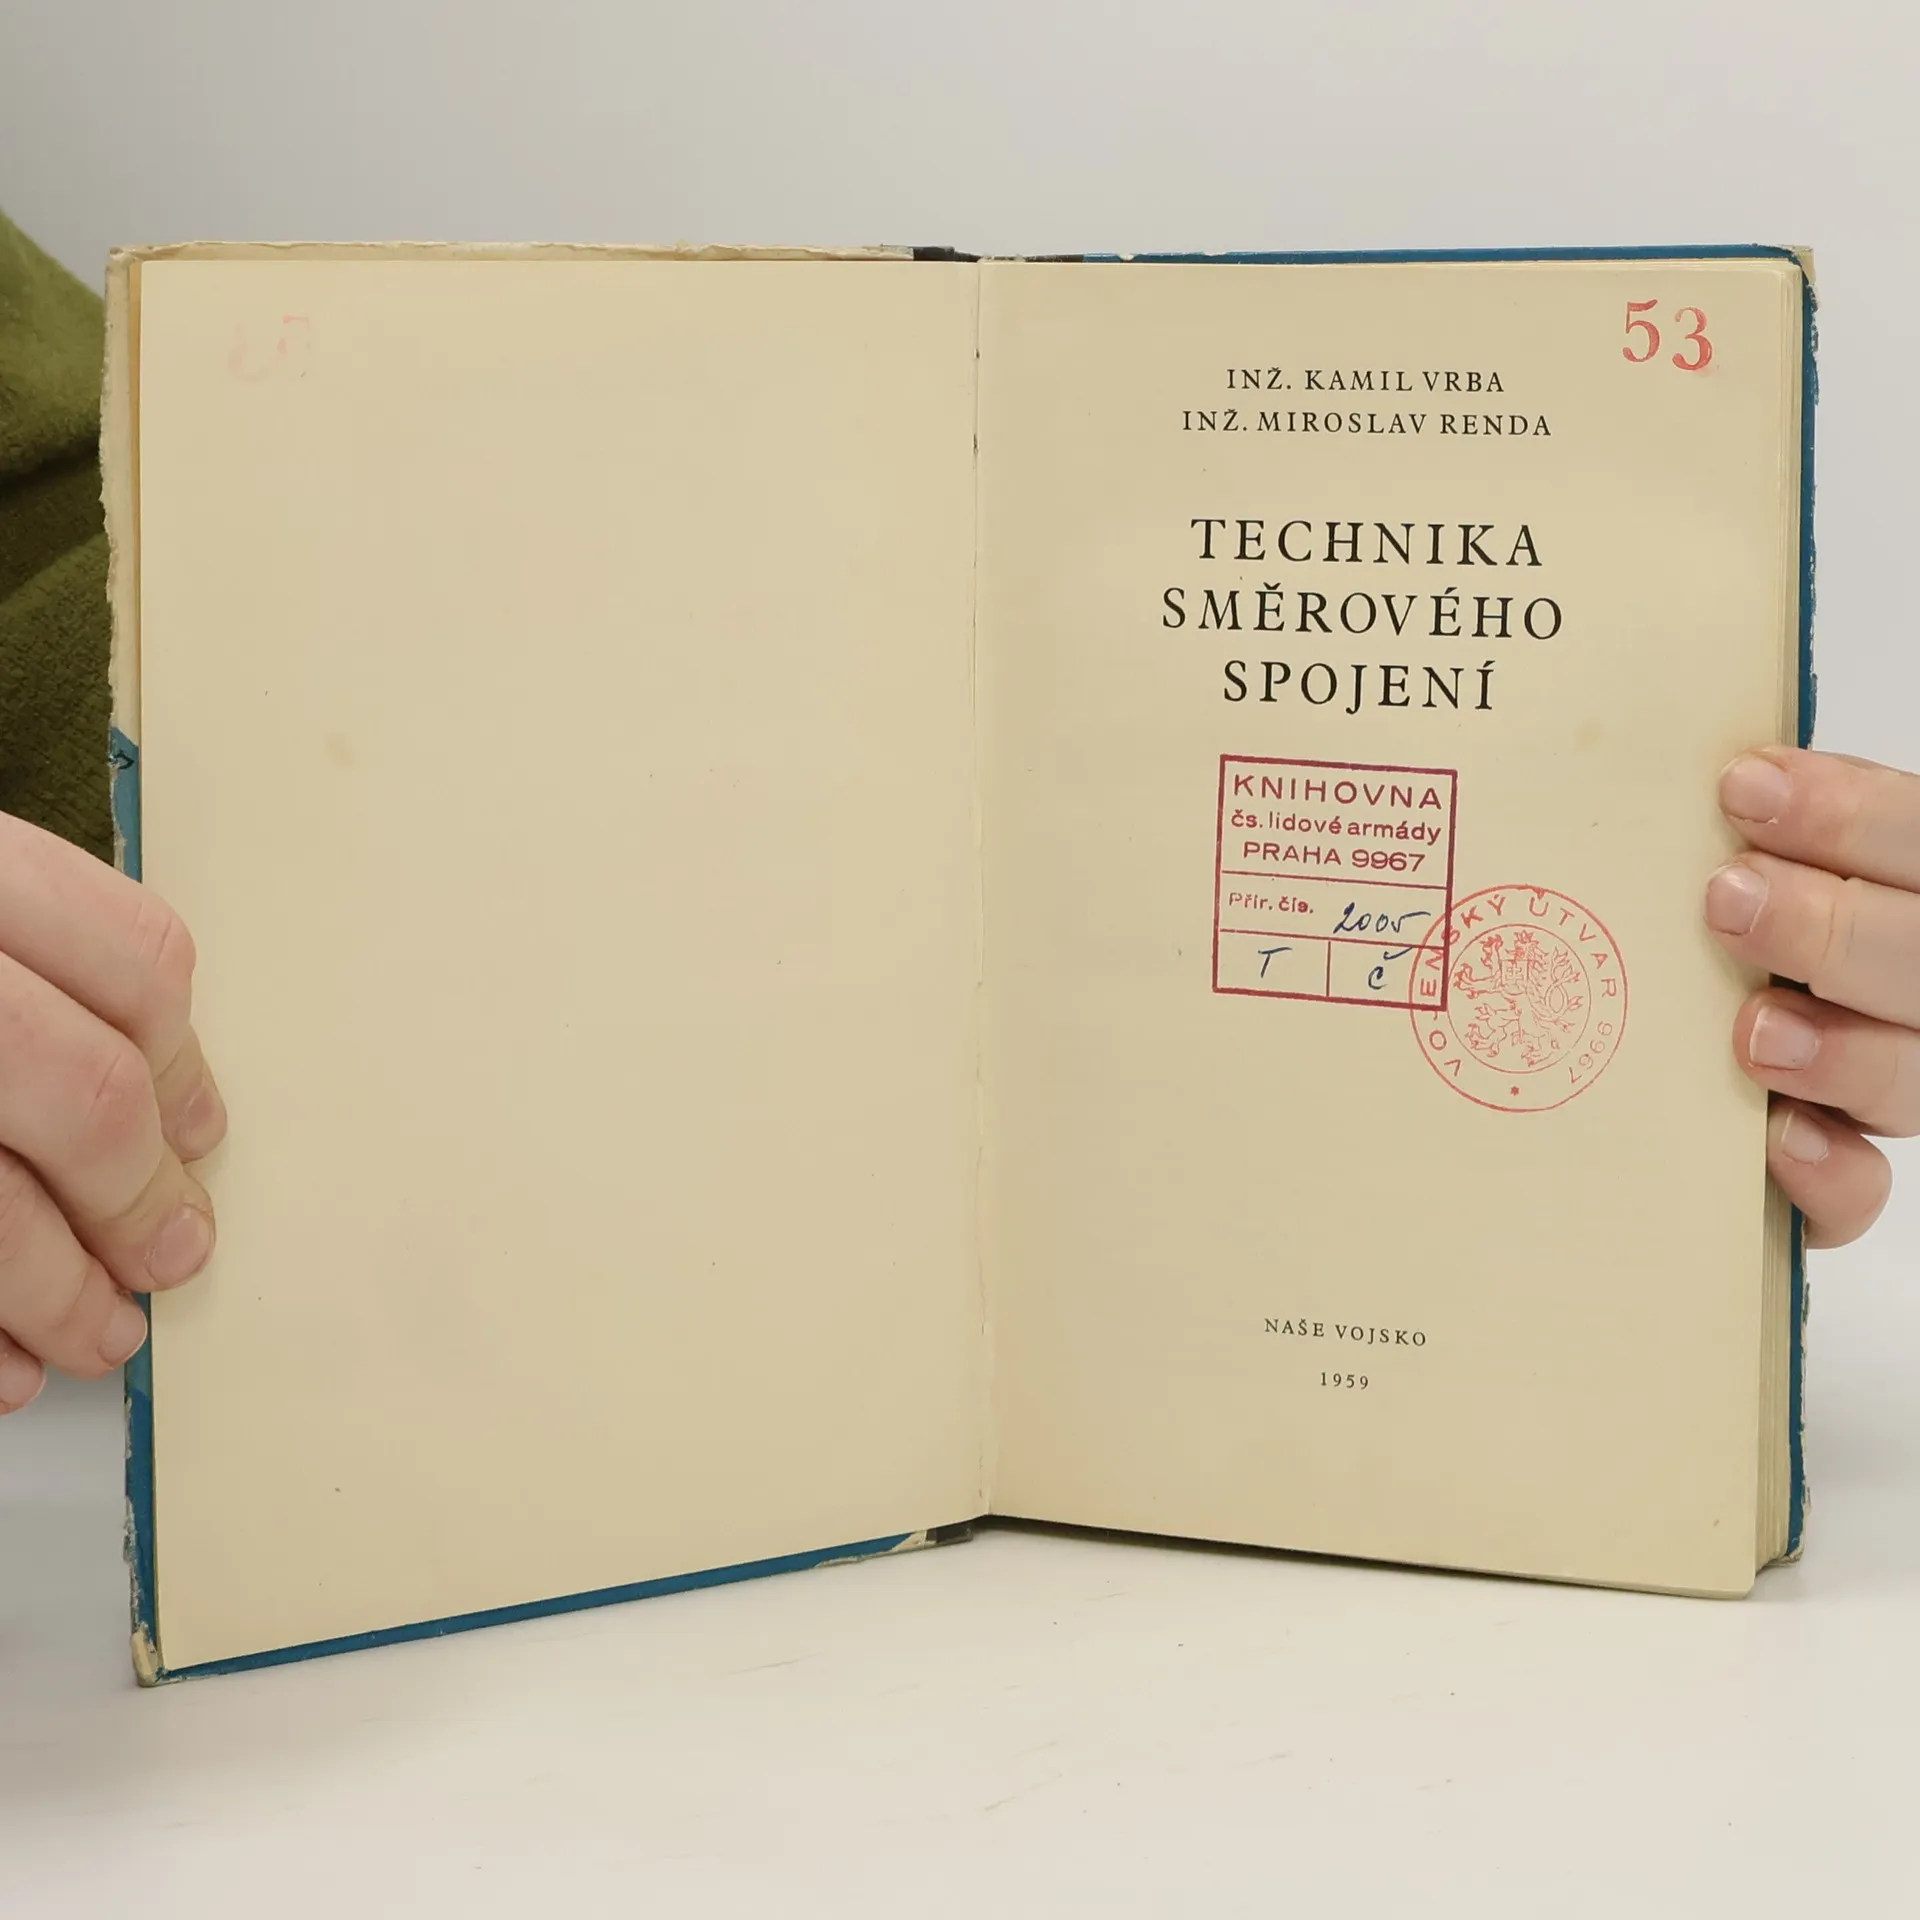 53
INŽ. KAMIL VRBA
INŽ. MIROSLAV RENDA
TECHNIKA
SMĚROVÉHO
SPOJENÍ
KNIHOVNA
čs. lidové armády
PRAHA 9967
Přír. čís. 2005
T č
VOJENSKÝ ÚTVAR 9967
NAŠE VOJSKO
1959